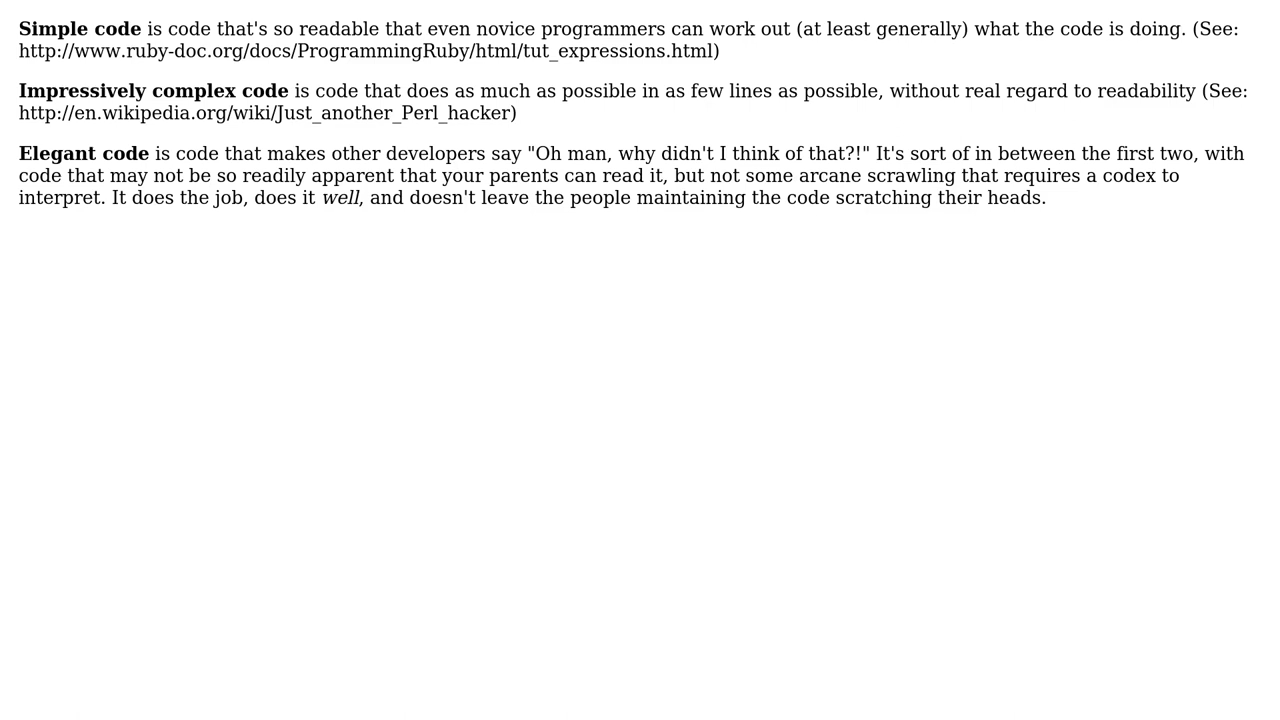 Simple code is code that's so readable that even novice programmers can work out (at least generally) what the code is doing. (See:
http://www.ruby-doc.org/docs/ProgrammingRuby/html/tut_expressions.html)
Impressively complex code is code that does as much as possible in as few lines as possible, without real regard to readability (See:
http://en.wikipedia.org/wiki/Just_another_Perl_hacker)
Elegant code is code that makes other developers say "Oh man, why didn't I think of that?!" It's sort of in between the first two, with
code that may not be so readily apparent that your parents can read it, but not some arcane scrawling that requires a codex to
interpret. It does the job, does it well, and doesn't leave the people maintaining the code scratching their heads.